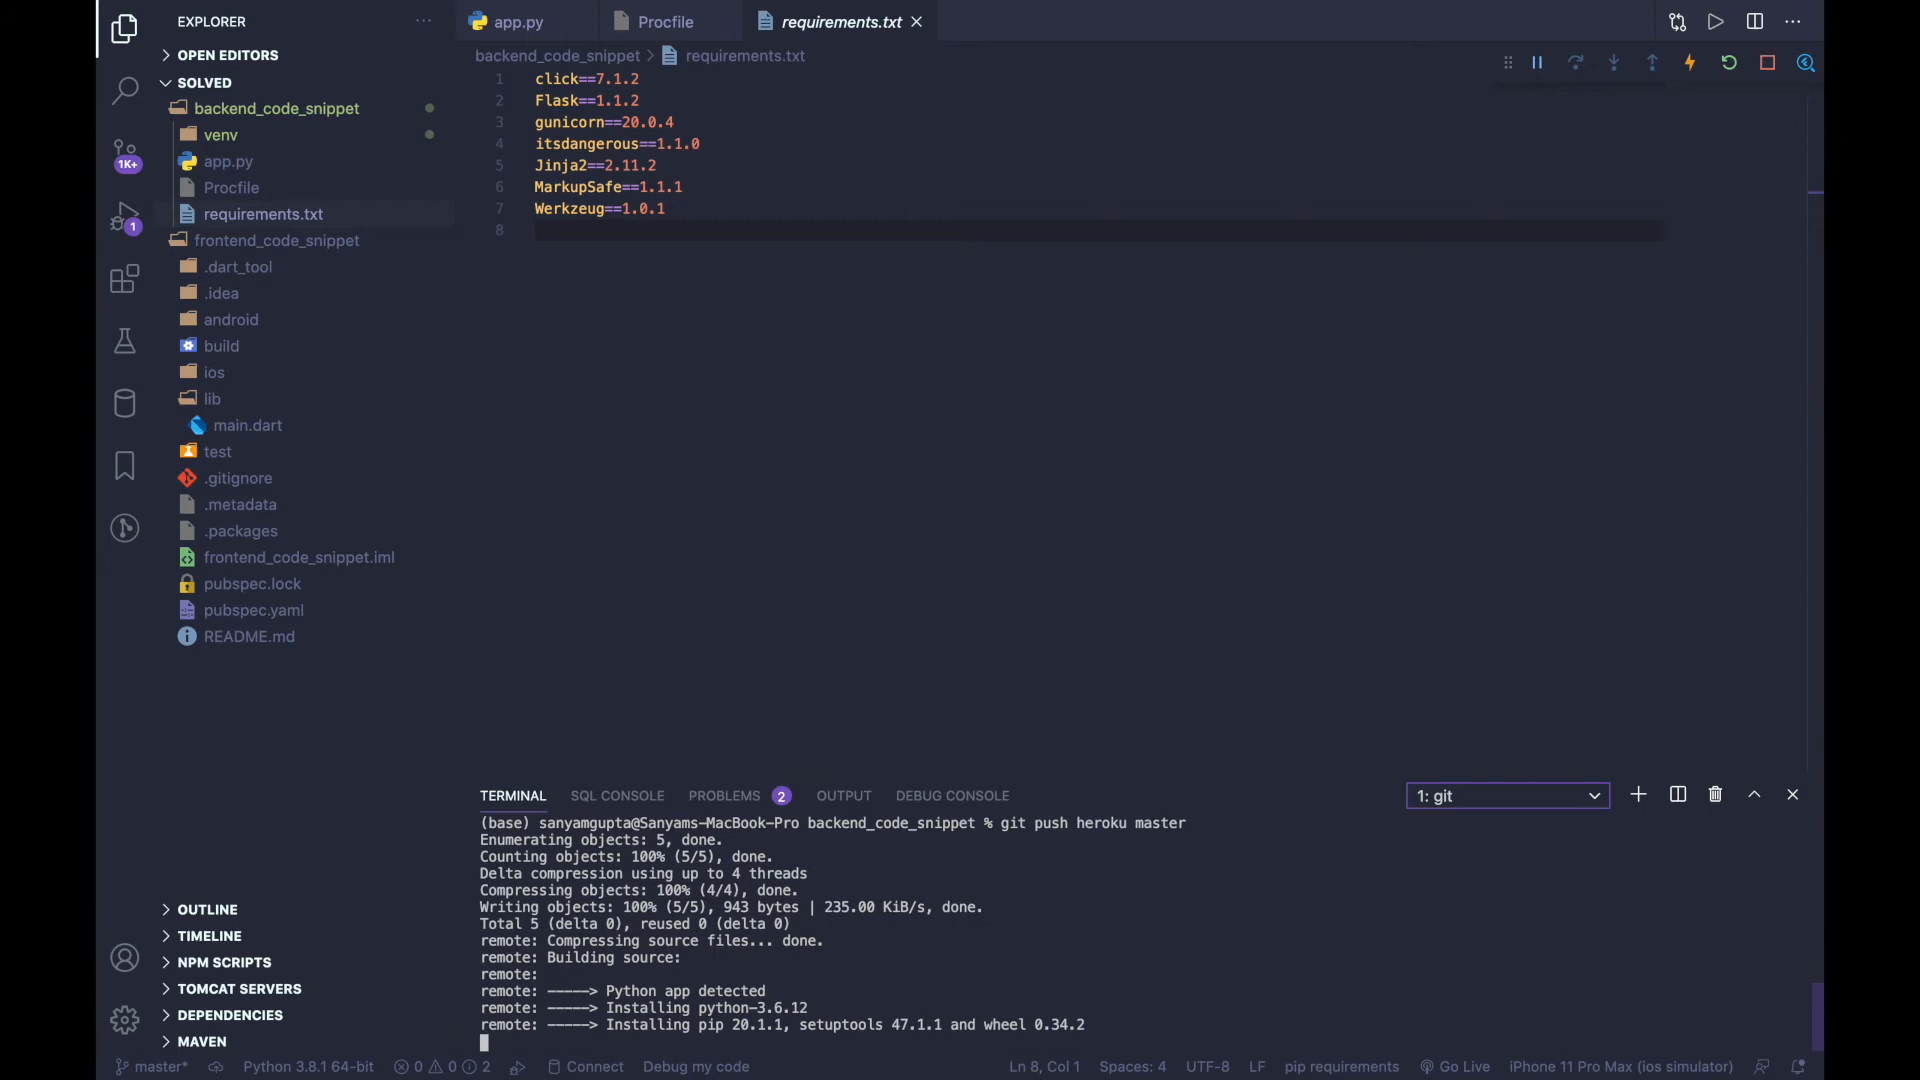 EXPLORER
OPEN EDITORS
SOLVED
backend_code_snippet
venv
app.py
Procfile
requirements.txt
frontend_code_snippet
.dart_tool
.idea
android
build
ios
lib
main.dart
test
.gitignore
.metadata
.packages
frontend_code_snippet.iml
pubspec.lock
pubspec.yaml
README.md
OUTLINE
TIMELINE
NPM SCRIPTS
TOMCAT SERVERS
DEPENDENCIES
MAVEN
1K+
1
app.py Procfile requirements.txt
backend_code_snippet > requirements.txt
1 click==7.1.2
2 Flask==1.1.2
3 gunicorn==20.0.4
4 itsdangerous==1.1.0
5 Jinja2==2.11.2
6 MarkupSafe==1.1.1
7 Werkzeug==1.0.1
8
TERMINAL SQL CONSOLE PROBLEMS 2 OUTPUT DEBUG CONSOLE 1: git
(base) sanyamgupta@Sanyams-MacBook-Pro backend_code_snippet % git push heroku master
Enumerating objects: 5, done.
Counting objects: 100% (5/5), done.
Delta compression using up to 4 threads
Compressing objects: 100% (4/4), done.
Writing objects: 100% (5/5), 943 bytes | 235.00 KiB/s, done.
Total 5 (delta 0), reused 0 (delta 0)
remote: Compressing source files... done.
remote: Building source:
remote:
remote: -----> Python app detected
remote: -----> Installing python-3.6.12
remote: -----> Installing pip 20.1.1, setuptools 47.1.1 and wheel 0.34.2
master* Python 3.8.1 64-bit 0 0 2 Connect Debug my code Ln 8, Col 1 Spaces: 4 UTF-8 LF pip requirements Go Live iPhone 11 Pro Max (ios simulator)